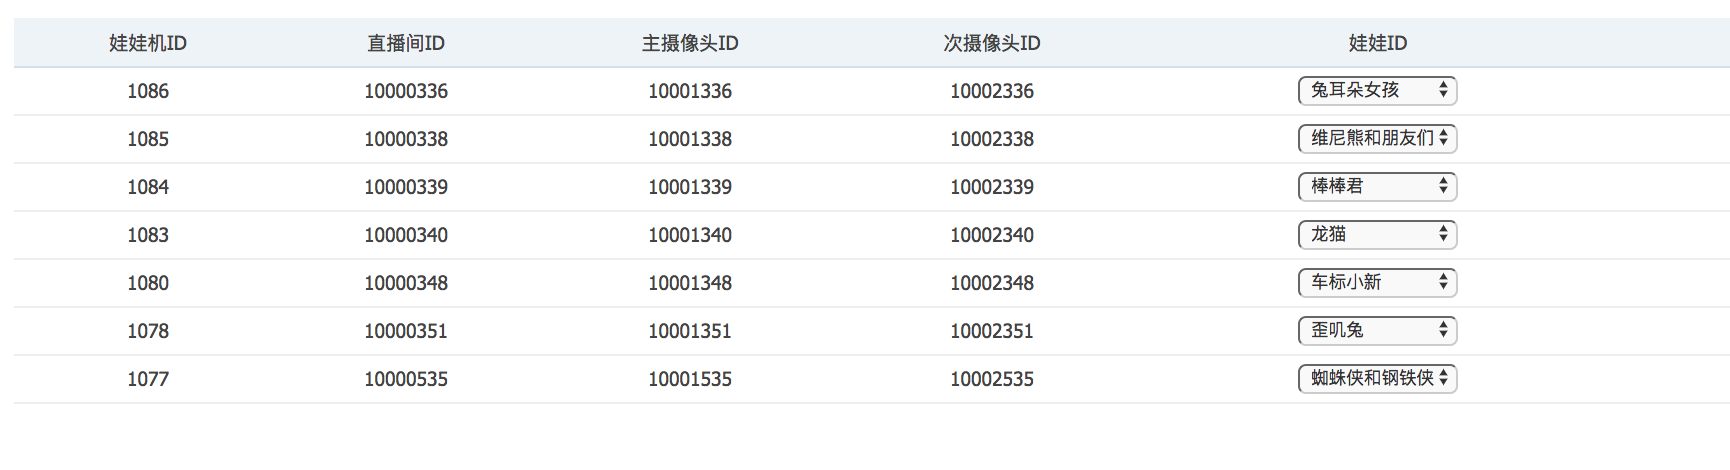 娃娃机ID 直播间ID 主摄像头ID 次摄像头ID 娃娃ID
1086 10000336 10001336 10002336 兔耳朵女孩
1085 10000338 10001338 10002338 维尼熊和朋友们
1084 10000339 10001339 10002339 棒棒君
1083 10000340 10001340 10002340 龙猫
1080 10000348 10001348 10002348 车标小新
1078 10000351 10001351 10002351 歪叽兔
1077 10000535 10001535 10002535 蜘蛛侠和钢铁侠